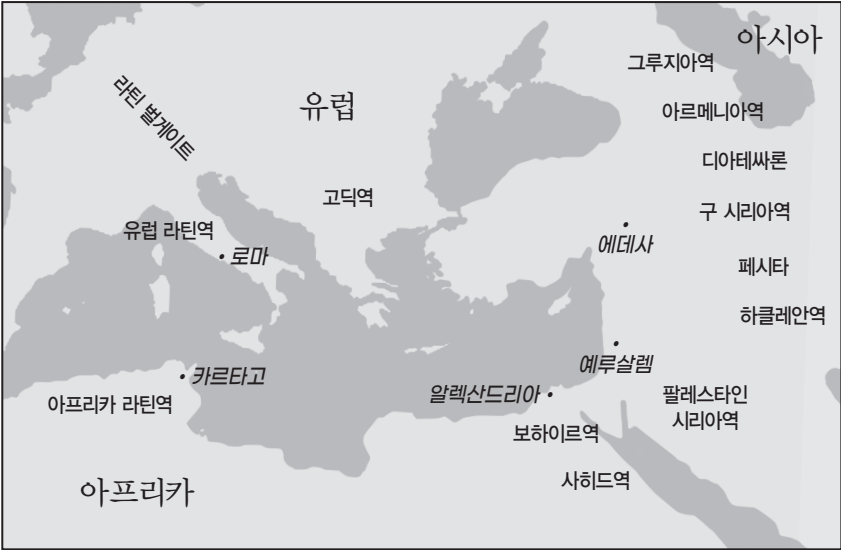 아시아
그루지아역
라틴 벌게이트
유럽
아르메니아역
디아테싸론
고딕역
구 시리아역
유럽 라틴역
로마
에데사
페시타
하클레안역
예루살렘
카르타고
알렉산드리아
팔레스타인
시리아역
아프리카 라틴역
보하이르역
사히드역
아프리카